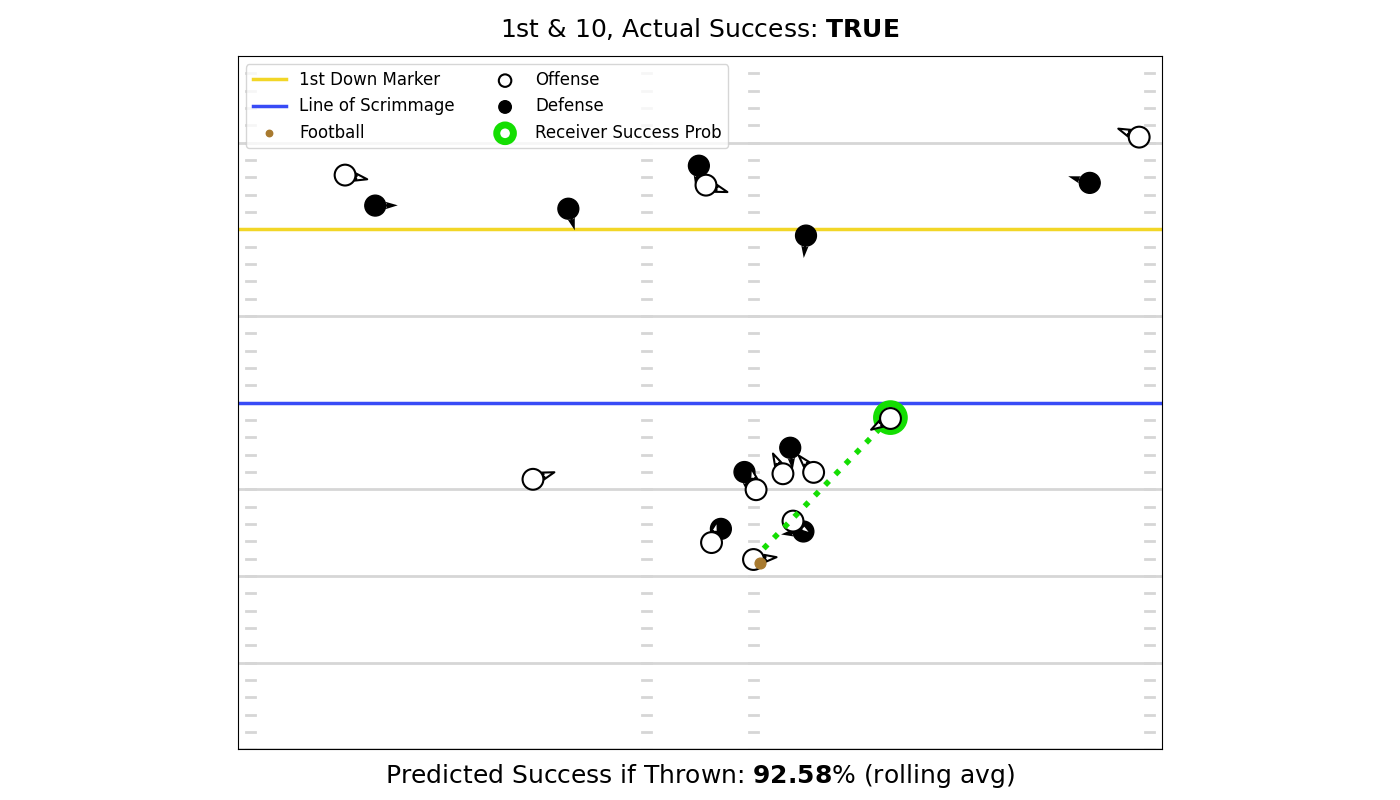 1st & 10, Actual Success: TRUE
1st Down Marker
Line of Scrimmage
Football
Offense
Defense
Receiver Success Prob
Predicted Success if Thrown: 92.58% (rolling avg)